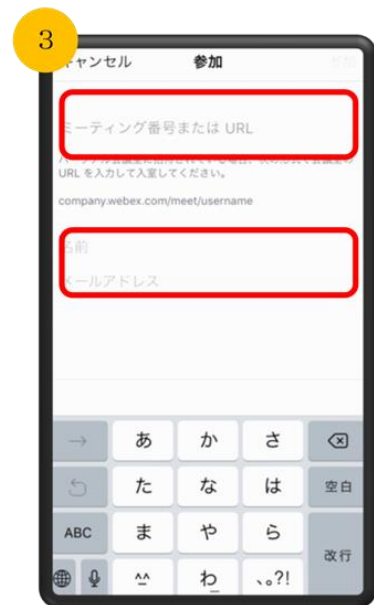 3
キャンセル
参加
ミーティング番号または URL
URL を入力して入室してください。
company.webex.com/meet/username
名前
メールアドレス
→ あ か さ
た な は 空白
ABC ま や ら 改行
^^ わ 、。?!